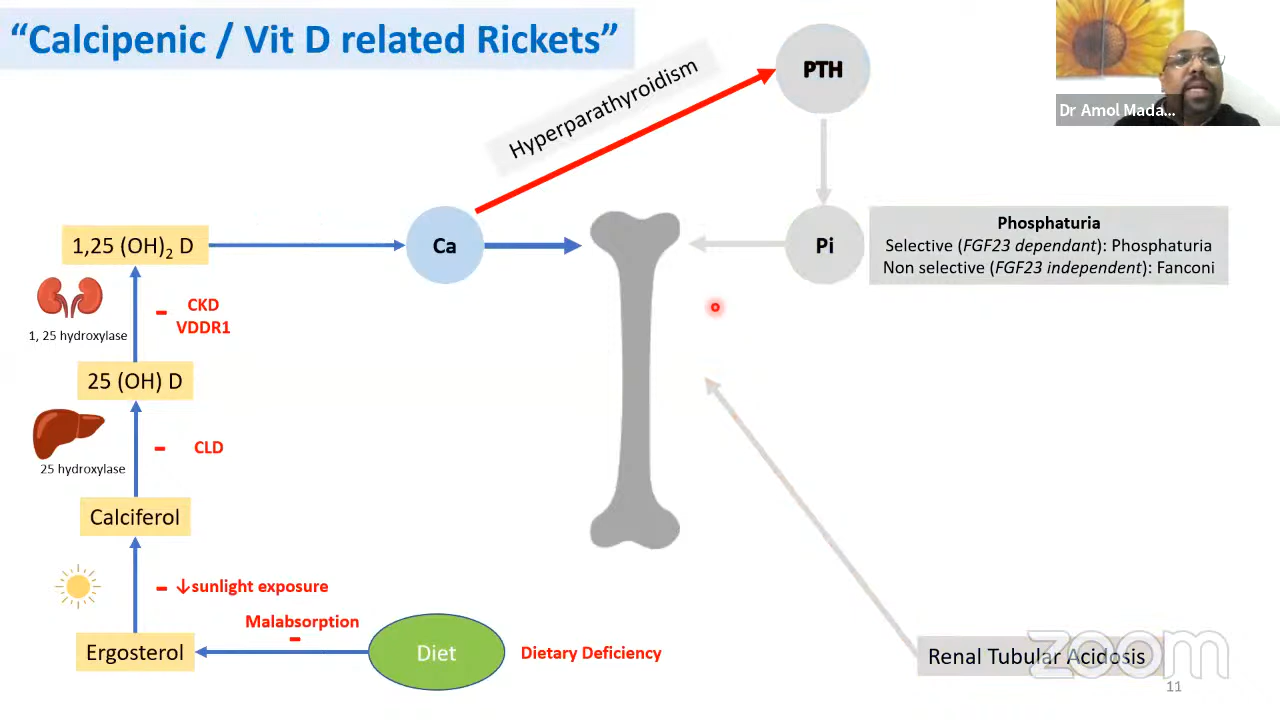 “Calcipenic / Vit D related Rickets”
Hyperparathyroidism
PTH
Dr Amol Mada...
1,25 (OH)2 D
Ca
Pi
Phosphaturia
Selective (FGF23 dependant): Phosphaturia
Non selective (FGF23 independent): Fanconi
1, 25 hydroxylase
- CKD
VDDR1
25 (OH) D
25 hydroxylase
- CLD
Calciferol
- ↓sunlight exposure
Malabsorption
-
Ergosterol
Diet
Dietary Deficiency
Renal Tubular Acidosis
zoom
11